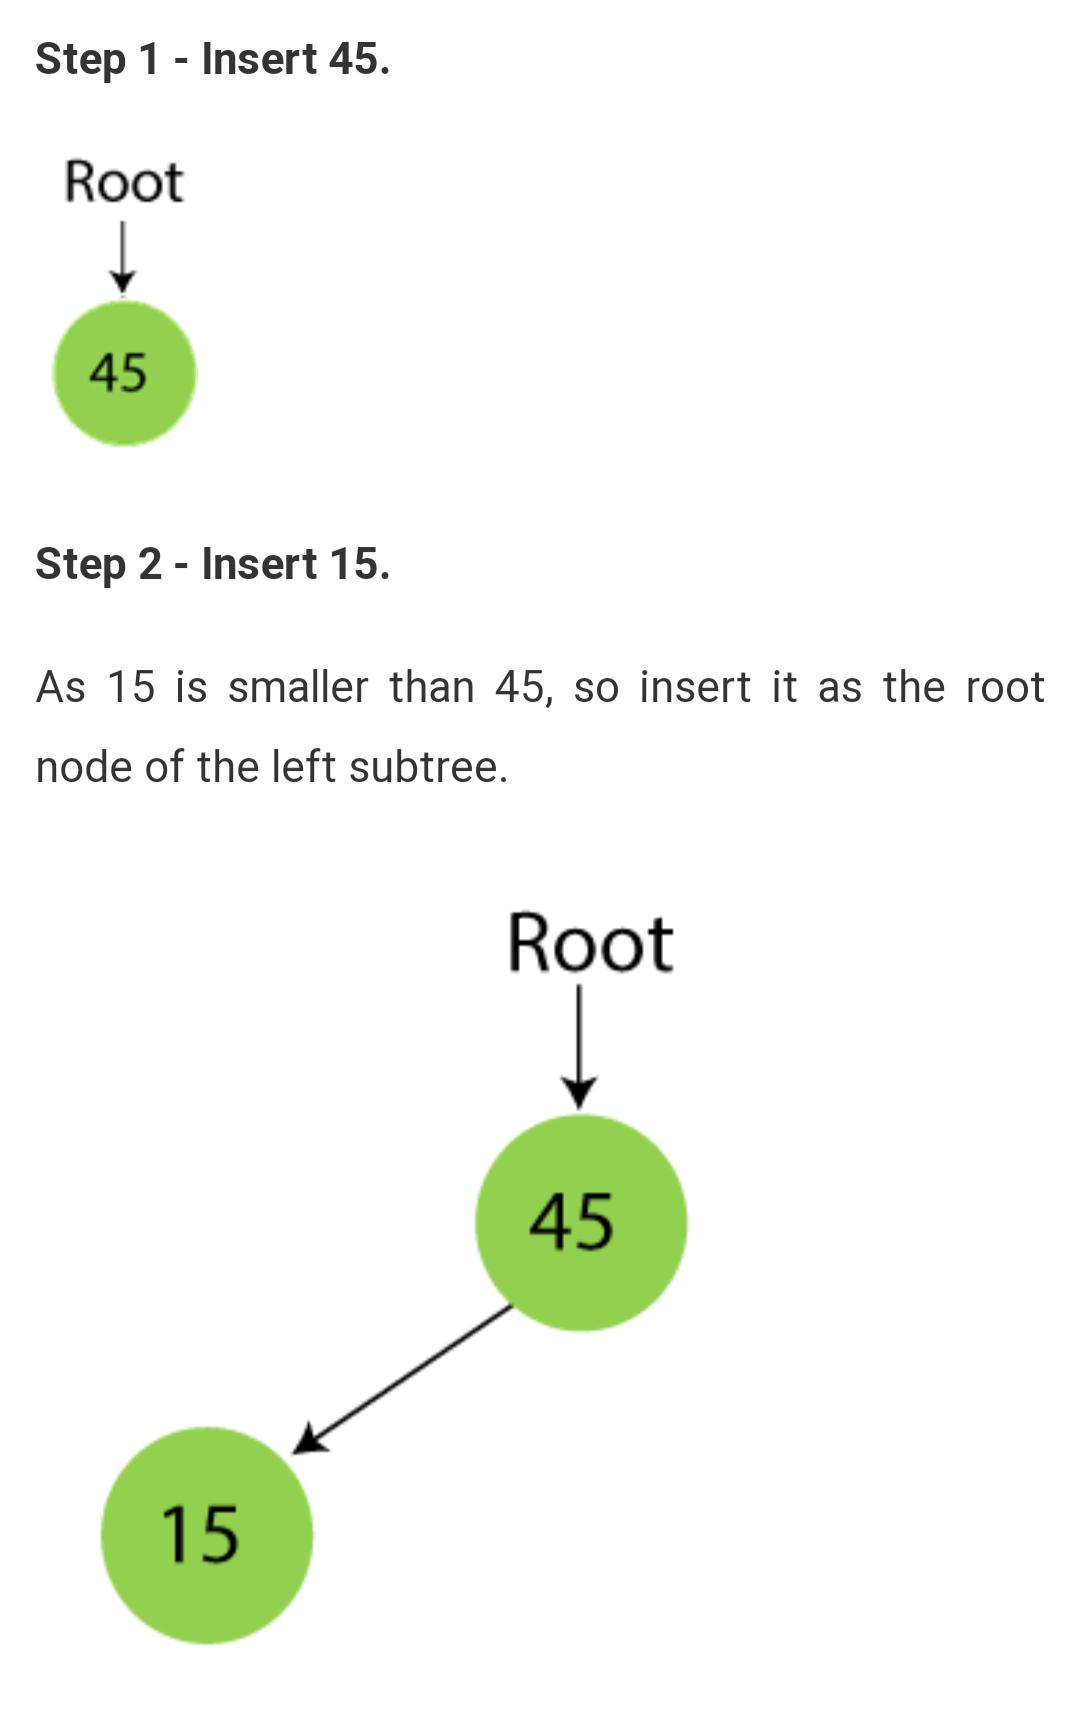 Step 1 - Insert 45.
Root
45
Step 2 - Insert 15.
As 15 is smaller than 45, so insert it as the root
node of the left subtree.
Root
45
15